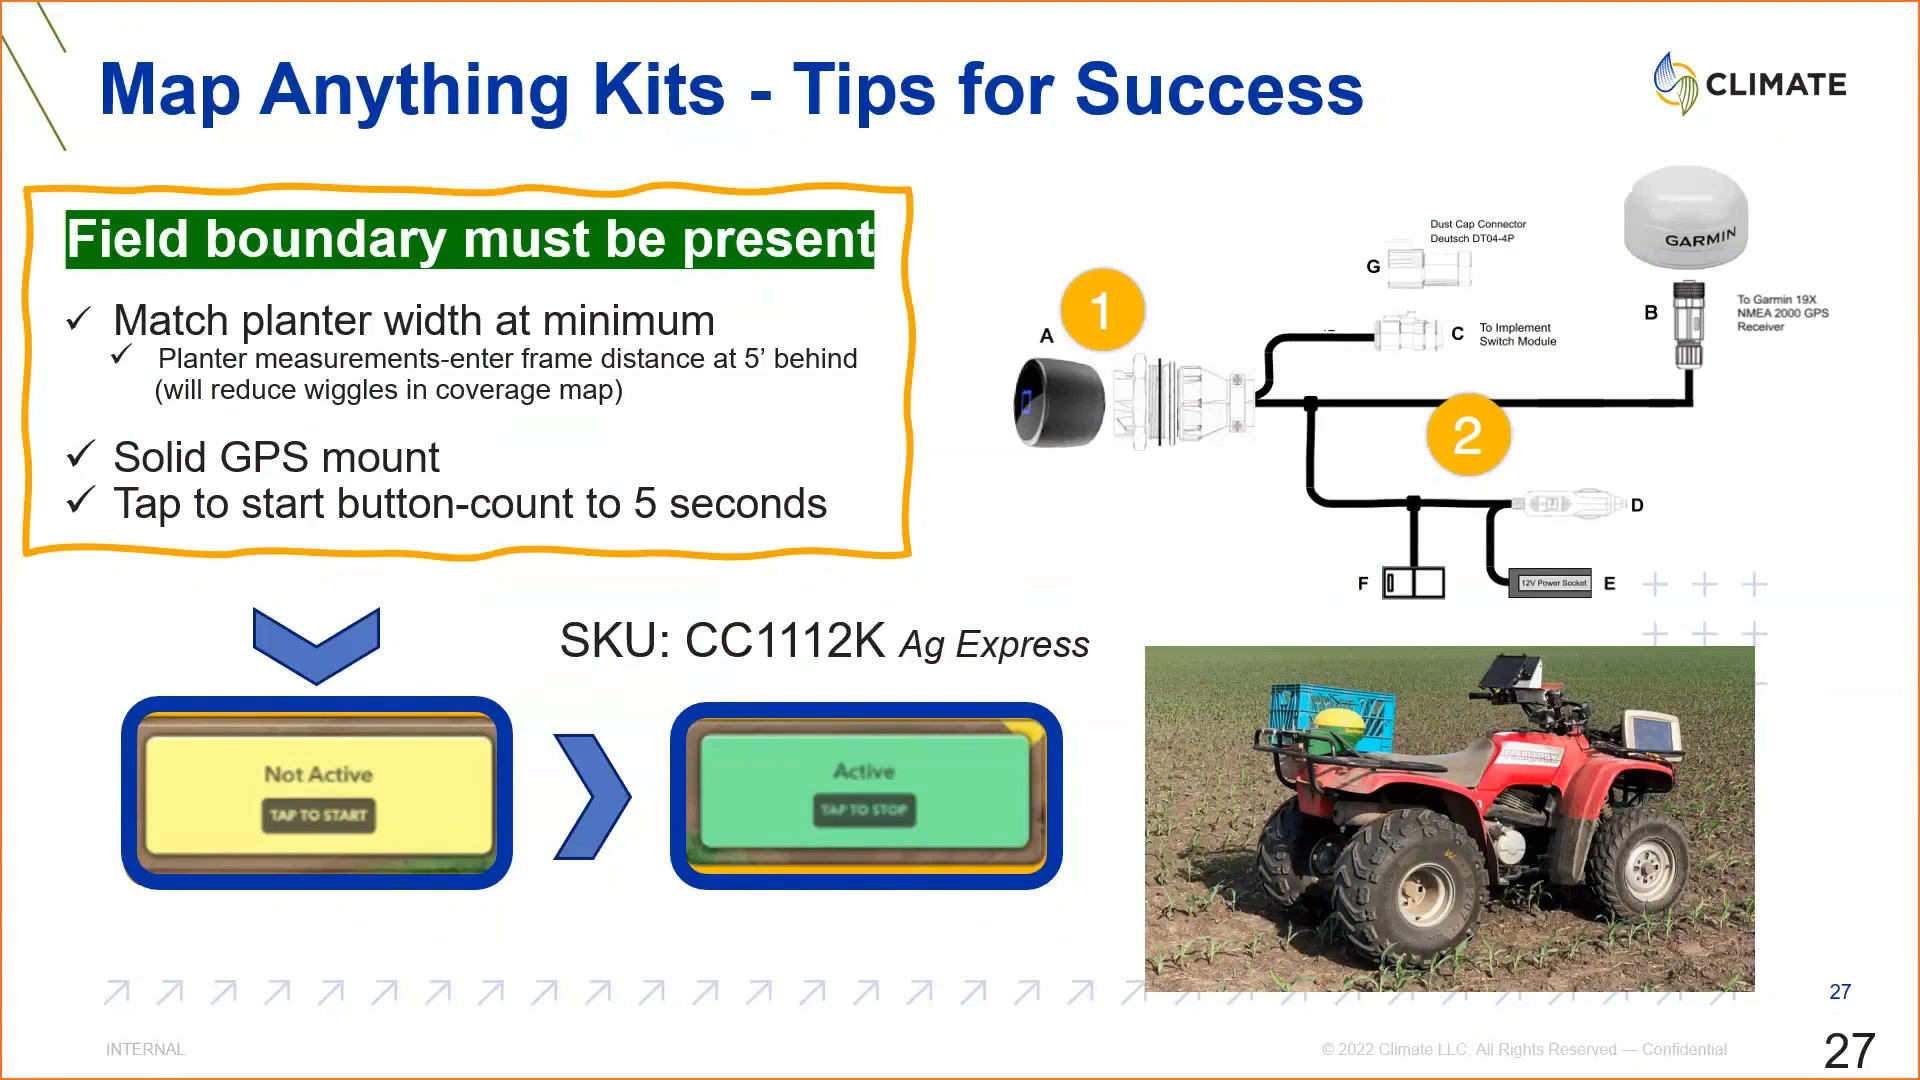 Map Anything Kits - Tips for Success
CLIMATE
Field boundary must be present
✓ Match planter width at minimum
✓ Planter measurements-enter frame distance at 5’ behind
(will reduce wiggles in coverage map)
✓ Solid GPS mount
✓ Tap to start button-count to 5 seconds
Dust Cap Connector
Deutsch DT04-4P
G
GARMIN
1
A
C
To Implement
Switch Module
B
To Garmin 19X
NMEA 2000 GPS
Receiver
2
D
F
12V Power Socket
E
SKU: CC1112K Ag Express
Not Active
TAP TO START
Active
TAP TO STOP
27
INTERNAL
© 2022 Climate LLC. All Rights Reserved — Confidential
27